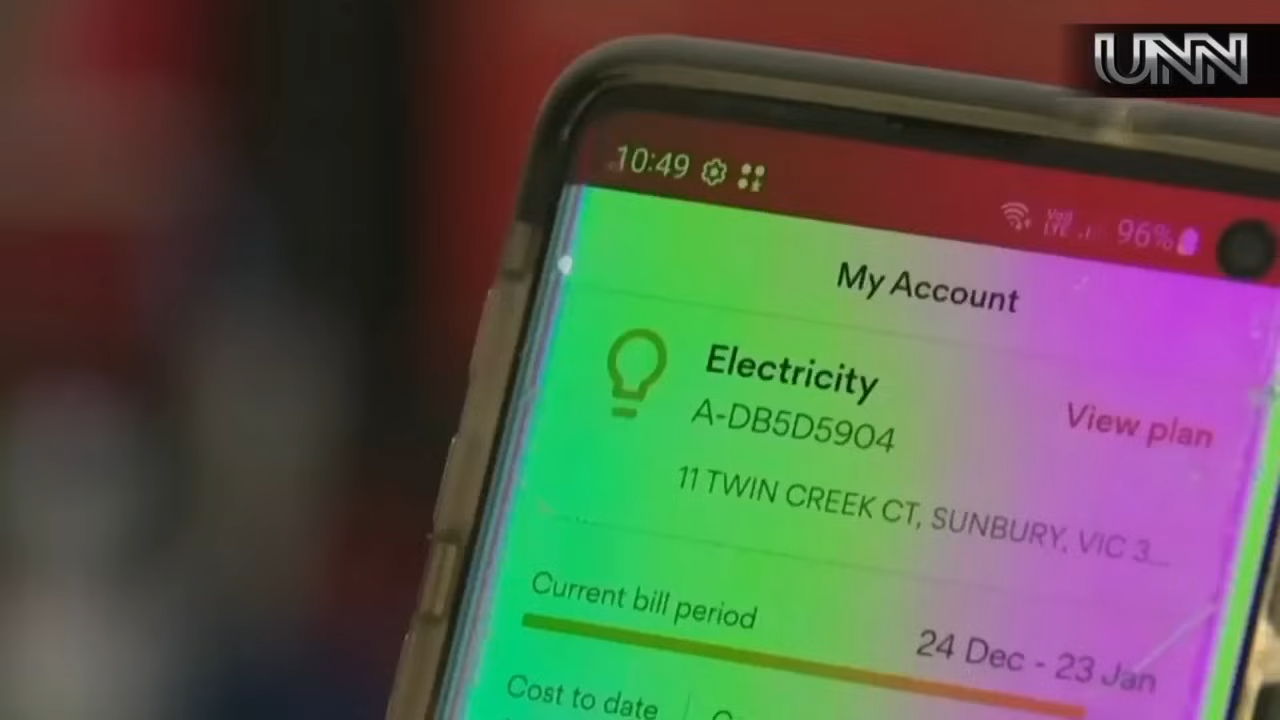 UNN
10:49
96%
My Account
Electricity
A-DB5D5904
View plan
11 TWIN CREEK CT, SUNBURY, VIC 3...
Current bill period
24 Dec - 23 Jan
Cost to date